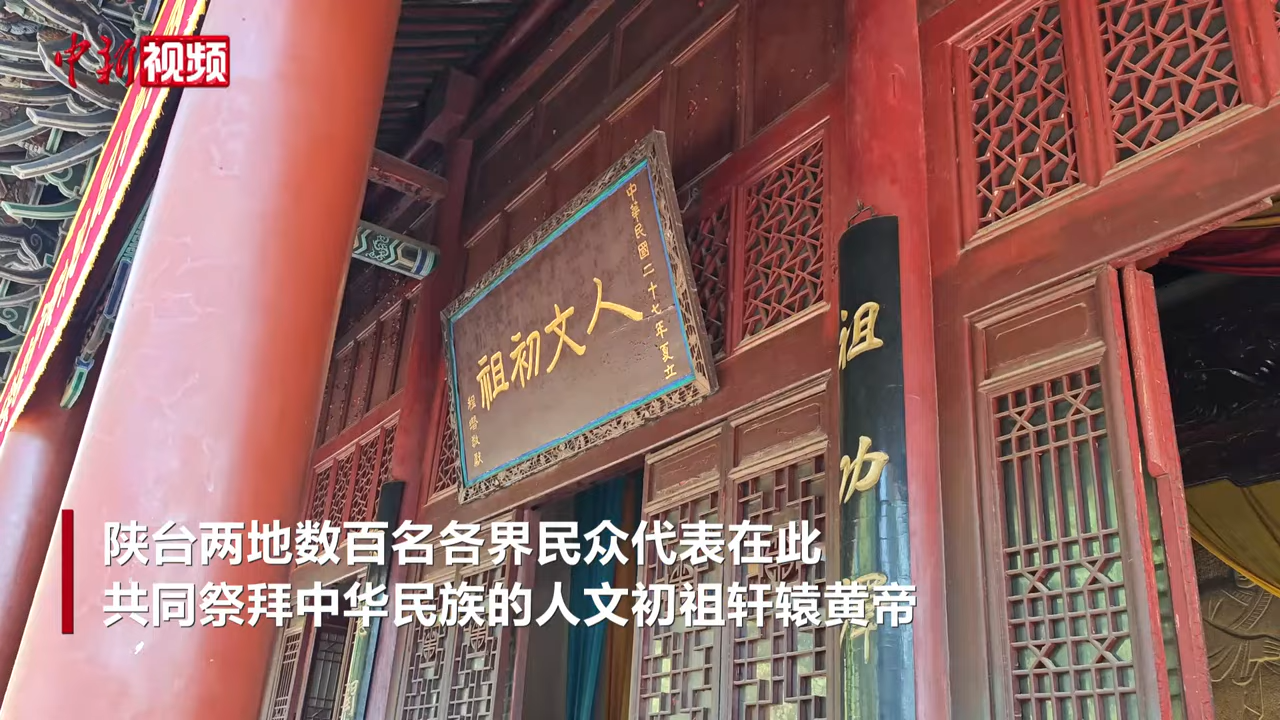 中新视频
中華民國二十七年夏立
人文初祖
程潜敬献
祖功
陕台两地数百名各界民众代表在此
共同祭拜中华民族的人文初祖轩辕黄帝